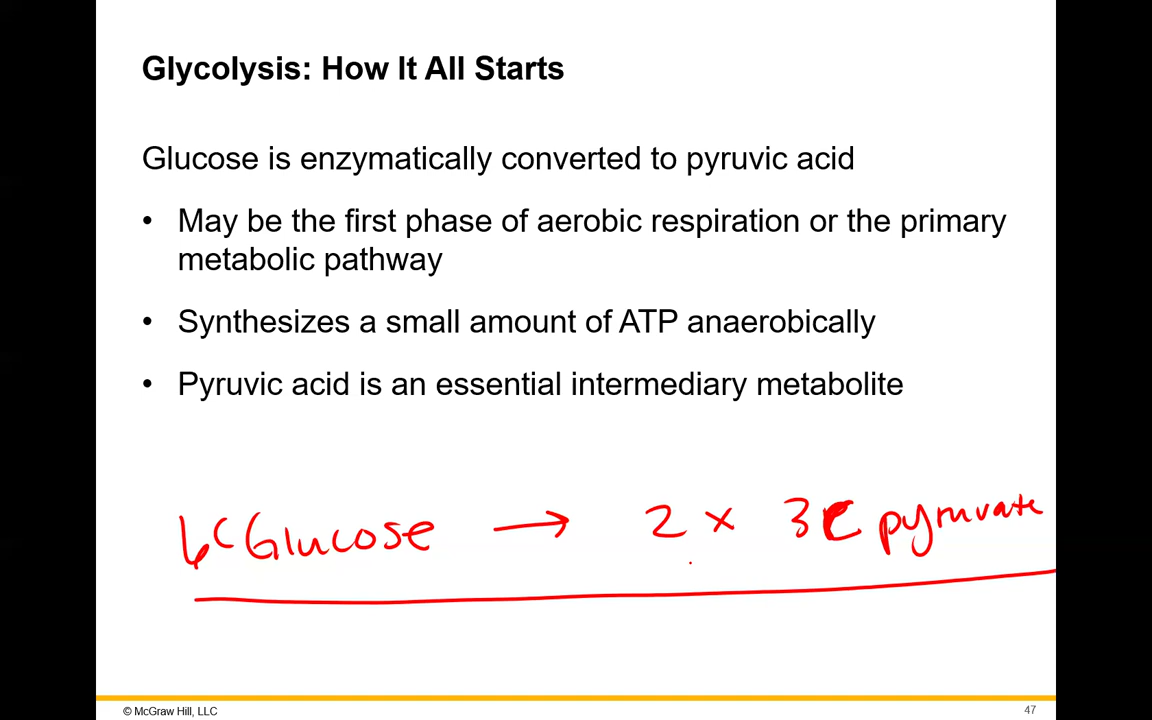 Glycolysis: How It All Starts
Glucose is enzymatically converted to pyruvic acid
• May be the first phase of aerobic respiration or the primary
metabolic pathway
• Synthesizes a small amount of ATP anaerobically
• Pyruvic acid is an essential intermediary metabolite
6C Glucose → 2 x 3C pyruvate
© McGraw Hill, LLC
47